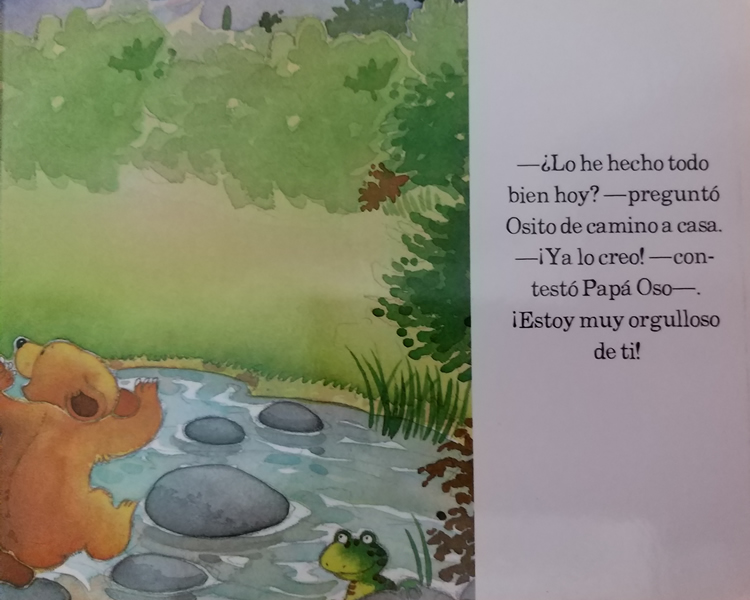 —¿Lo he hecho todo
bien hoy? —preguntó
Osito de camino a casa.
—¡Ya lo creo! —con-
testó Papá Oso—.
¡Estoy muy orgulloso
de ti!